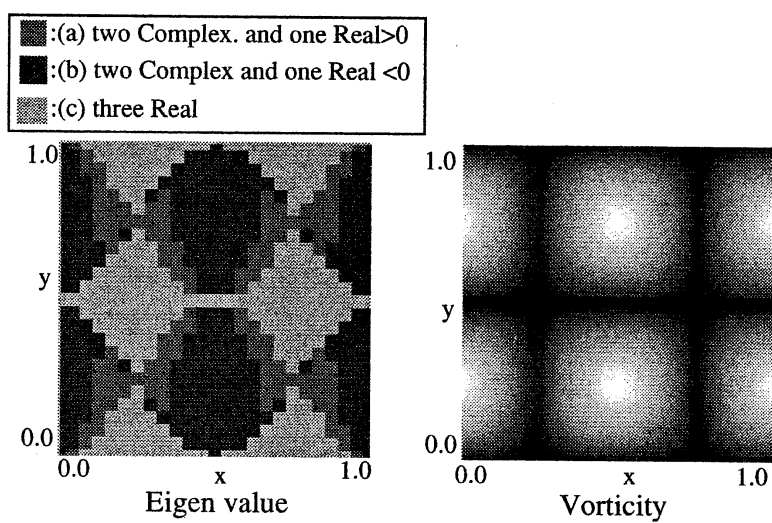 :(a) two Complex. and one Real>0
:(b) two Complex and one Real <0
:(c) three Real
1.0
y
0.0
0.0
x
1.0
Eigen value
1.0
y
0.0
0.0
x
1.0
Vorticity